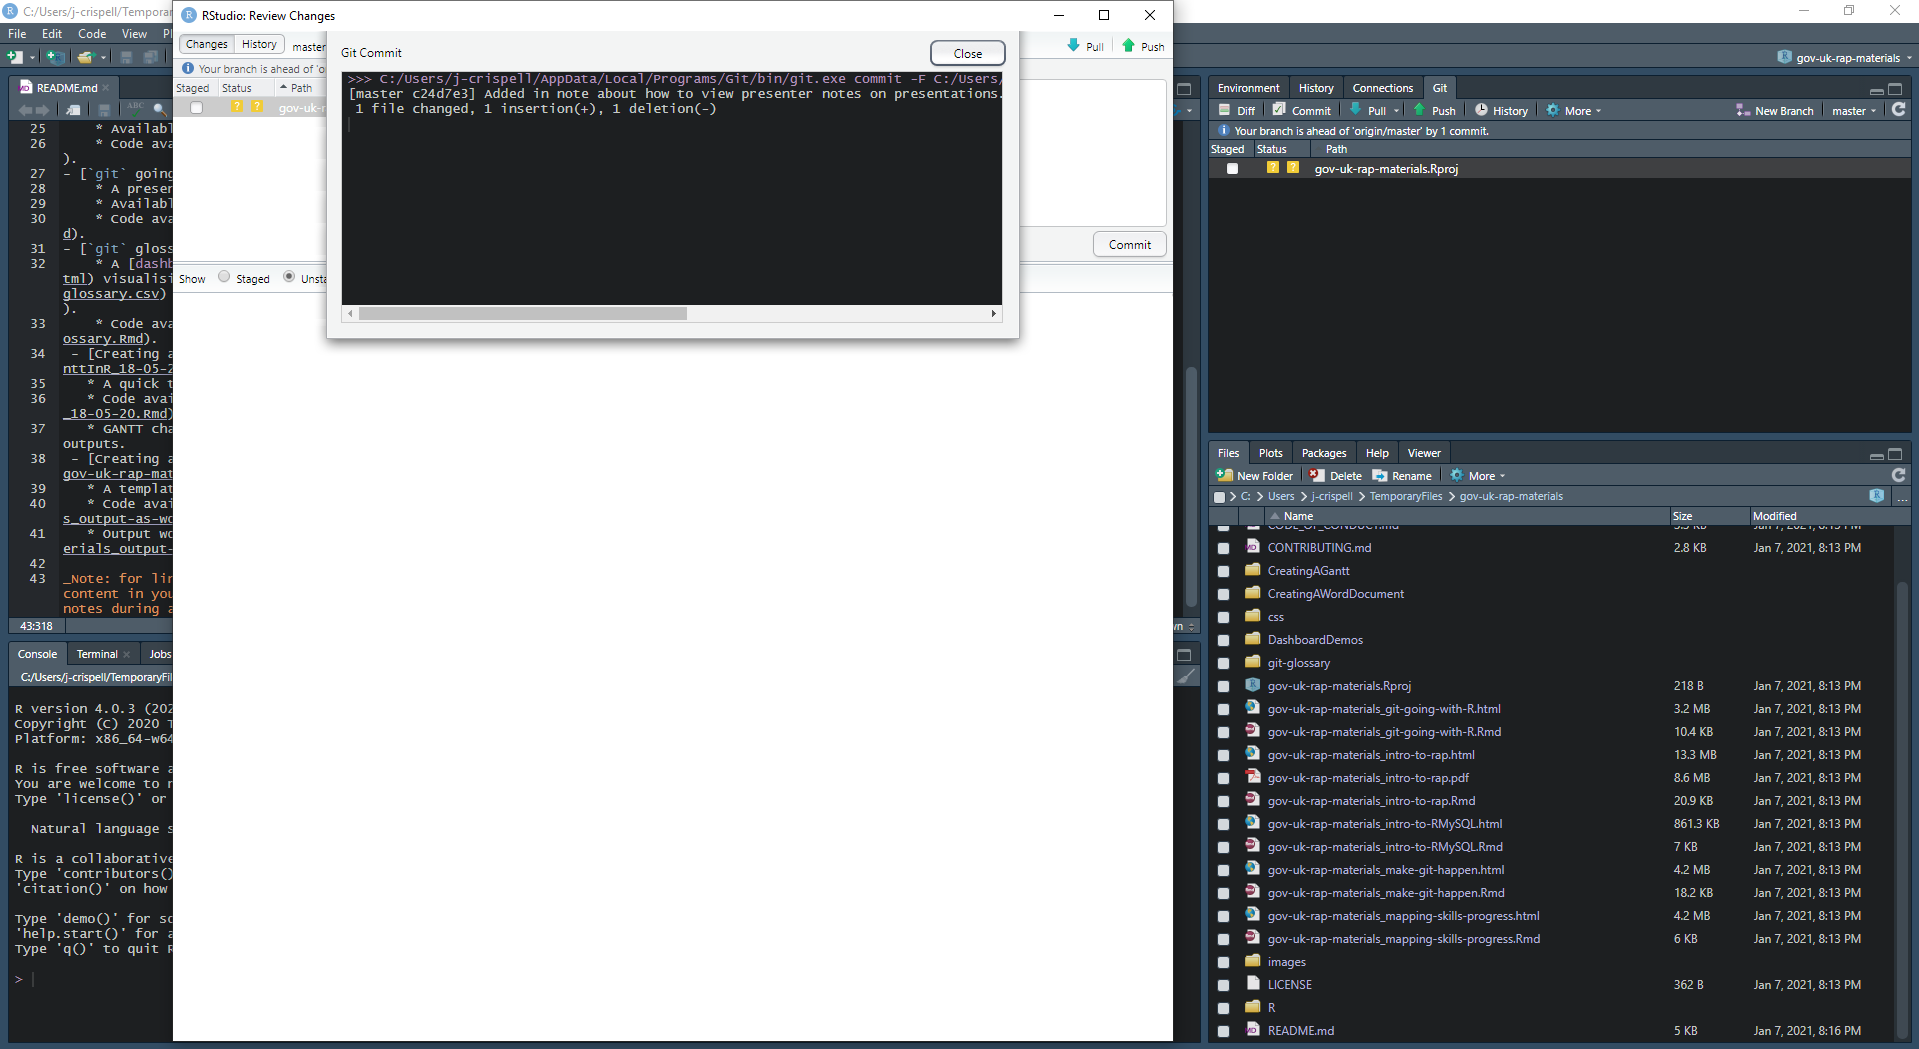 C:/Users/j-crispell/Temporar
File Edit Code View
README.md
ABC
25 * Availabl
26 * Code ava
).
27 - [`git` going
28 * A presen
29 * Availabl
30 * Code ava
d).
31 - [`git` gloss
32 * A [dashb
tml) visualisi
glossary.csv)
).
33 * Code ava
ossary.Rmd).
34 - [Creating a
nttInR_18-05-2
35 * A quick t
36 * Code avai
_18-05-20.Rmd)
37 * GANTT cha
outputs.
38 - [Creating a
gov-uk-rap-mat
39 * A templat
40 * Code avai
s_output-as-wo
41 * Output wo
erials_output-
42
43 _Note: for lin
content in you
notes during a
43:318
wn
Console Terminal Jobs
C:/Users/j-crispell/TemporaryFil
R version 4.0.3 (202
Copyright (C) 2020 T
Platform: x86_64-w64
R is free software a
You are welcome to r
Type 'license()' or
Natural language s
R is a collaborative
Type 'contributors()
'citation()' on how
Type 'demo()' for so
'help.start()' for a
Type 'q()' to quit R
>
RStudio: Review Changes
Changes History master
Pull Push
Your branch is ahead of 'o
Staged Status Path
? ? gov-uk-r
Git Commit
Close
>>> C:/Users/j-crispell/AppData/Local/Programs/Git/bin/git.exe commit -F C:/Users/
[master c24d7e3] Added in note about how to view presenter notes on presentations.
1 file changed, 1 insertion(+), 1 deletion(-)
Commit
Show Staged Unsta
gov-uk-rap-materials
Environment History Connections Git
Diff Commit Pull Push History More New Branch master
Your branch is ahead of 'origin/master' by 1 commit.
Staged Status Path
? ? gov-uk-rap-materials.Rproj
Files Plots Packages Help Viewer
New Folder Delete Rename More
C: > Users > j-crispell > TemporaryFiles > gov-uk-rap-materials ...
Name Size Modified
CODE_OF_CONDUCT.md 3.3 KB Jan 7, 2021, 8:13 PM
CONTRIBUTING.md 2.8 KB Jan 7, 2021, 8:13 PM
CreatingAGantt
CreatingAWordDocument
css
DashboardDemos
git-glossary
gov-uk-rap-materials.Rproj 218 B Jan 7, 2021, 8:13 PM
gov-uk-rap-materials_git-going-with-R.html 3.2 MB Jan 7, 2021, 8:13 PM
gov-uk-rap-materials_git-going-with-R.Rmd 10.4 KB Jan 7, 2021, 8:13 PM
gov-uk-rap-materials_intro-to-rap.html 13.3 MB Jan 7, 2021, 8:13 PM
gov-uk-rap-materials_intro-to-rap.pdf 8.6 MB Jan 7, 2021, 8:13 PM
gov-uk-rap-materials_intro-to-rap.Rmd 20.9 KB Jan 7, 2021, 8:13 PM
gov-uk-rap-materials_intro-to-RMySQL.html 861.3 KB Jan 7, 2021, 8:13 PM
gov-uk-rap-materials_intro-to-RMySQL.Rmd 7 KB Jan 7, 2021, 8:13 PM
gov-uk-rap-materials_make-git-happen.html 4.2 MB Jan 7, 2021, 8:13 PM
gov-uk-rap-materials_make-git-happen.Rmd 18.2 KB Jan 7, 2021, 8:13 PM
gov-uk-rap-materials_mapping-skills-progress.html 4.2 MB Jan 7, 2021, 8:13 PM
gov-uk-rap-materials_mapping-skills-progress.Rmd 6 KB Jan 7, 2021, 8:13 PM
images
LICENSE 362 B Jan 7, 2021, 8:13 PM
R
README.md 5 KB Jan 7, 2021, 8:16 PM